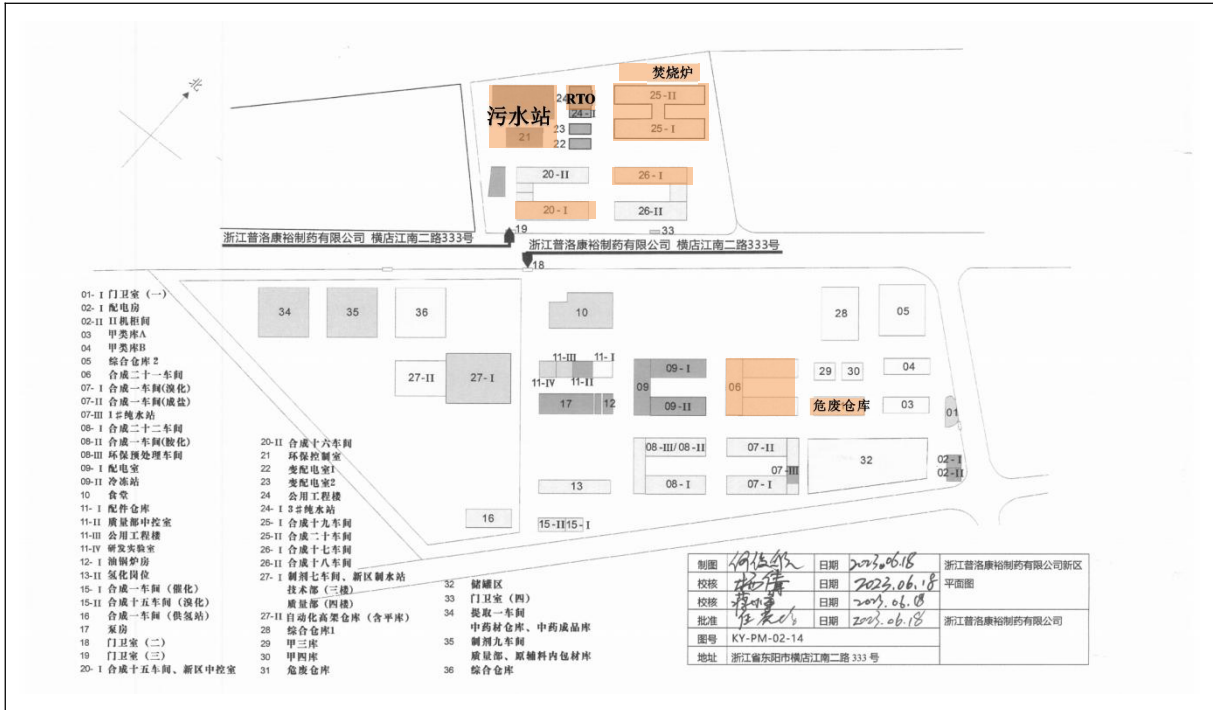 焚烧炉
北
24
RTO
25-II
污水站
24-II
23
25-I
21
22
20-II
26-I
20-I
26-II
19
33
浙江普洛康裕制药有限公司 横店江南二路333号
浙江普洛康裕制药有限公司 横店江南二路333号
18
34
35
36
10
28
05
11-III
11-I
27-II
27-I
09-I
29
30
04
11-IV
11-II
09
06
17
12
09-II
危废仓库
03
01
08-III/08-II
07-II
32
02-I
07-III
02-II
13
08-I
07-I
16
15-II
15-I
01-I 门卫室(一)
02-I 配电房
02-II II机柜间
03 甲类库A
04 甲类库B
05 综合仓库2
06 合成二十一车间
07-I 合成一车间(溴化)
07-II 合成一车间(成盐)
07-III 1#纯水站
08-I 合成二十二车间
08-II 合成一车间(胺化)
08-III 环保预处理车间
09-I 配电室
09-II 冷冻站
10 食堂
11-I 配件仓库
11-II 质量部中控室
11-III 公用工程楼
11-IV 研发实验室
12-I 油锅炉房
13-II 氢化岗位
15-I 合成一车间(催化)
15-II 合成十五车间(溴化)
16 合成一车间(供氢站)
17 泵房
18 门卫室(二)
19 门卫室(三)
20-I 合成十五车间、新区中控室
20-II 合成十六车间
21 环保控制室
22 变配电室1
23 变配电室2
24 公用工程楼
24-I 3#纯水站
25-I 合成十九车间
25-II 合成二十车间
26-I 合成十七车间
26-II 合成十八车间
27-I 制剂七车间、新区制水站
技术部(三楼)
质量部(四楼)
27-II 自动化高架仓库(含平库)
28 综合仓库1
29 甲三库
30 甲四库
31 危废仓库
32 储罐区
33 门卫室(四)
34 提取一车间
中药材仓库、中药成品库
35 制剂九车间
质量部、原辅料内包材库
36 综合仓库
制图 日期 2023.06.18 浙江普洛康裕制药有限公司新区
校核 日期 2023.06.18 平面图
校核 日期 2023.06.18
批准 日期 2023.06.18 浙江普洛康裕制药有限公司
图号 KY-PM-02-14
地址 浙江省东阳市横店江南二路 333 号